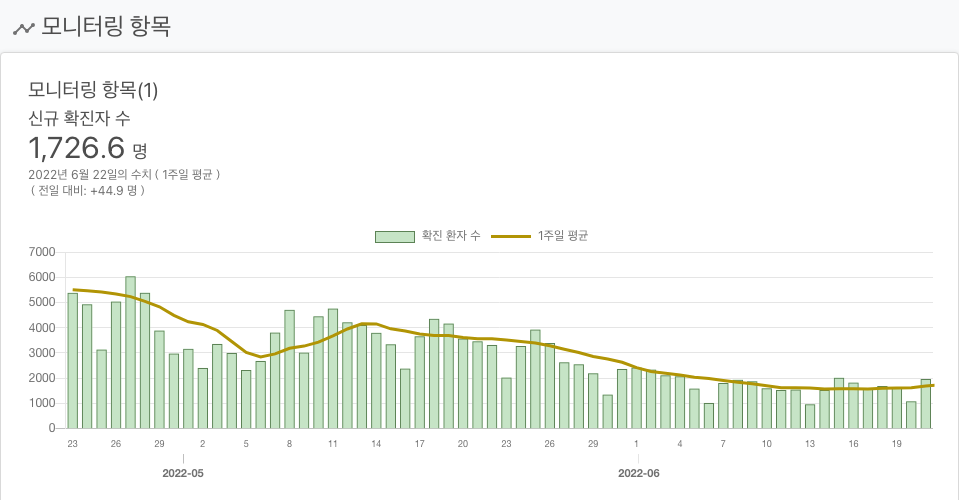 모니터링 항목
모니터링 항목(1)
신규 확진자 수
1,726.6 명
2022년 6월 22일의 수치 ( 1주일 평균 )
( 전일 대비: +44.9 명 )
확진 환자 수 1주일 평균
7000
6000
5000
4000
3000
2000
1000
0
23 26 29 2 5 8 11 14 17 20 23 26 29 1 4 7 10 13 16 19
2022-05 2022-06